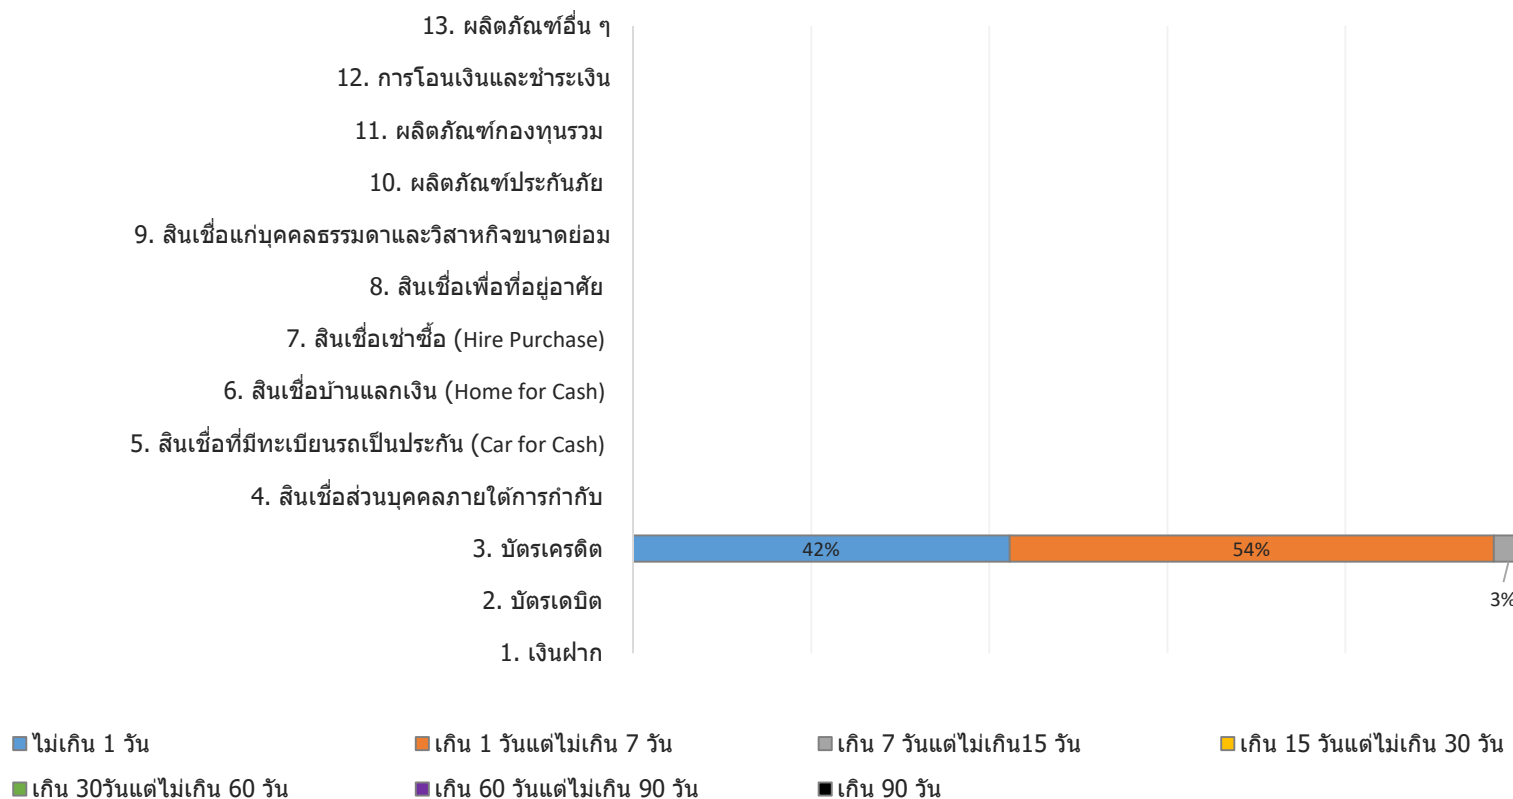 13. ผลิตภัณฑ์อื่น ๆ
12. การโอนเงินและชำระเงิน
11. ผลิตภัณฑ์กองทุนรวม
10. ผลิตภัณฑ์ประกันภัย
9. สินเชื่อแก่บุคคลธรรมดาและวิสาหกิจขนาดย่อม
8. สินเชื่อเพื่อที่อยู่อาศัย
7. สินเชื่อเช่าซื้อ (Hire Purchase)
6. สินเชื่อบ้านแลกเงิน (Home for Cash)
5. สินเชื่อที่มีทะเบียนรถเป็นประกัน (Car for Cash)
4. สินเชื่อส่วนบุคคลภายใต้การกำกับ
3. บัตรเครดิต 42% 54%
2. บัตรเดบิต 3%
1. เงินฝาก
ไม่เกิน 1 วัน เกิน 1 วันแต่ไม่เกิน 7 วัน เกิน 7 วันแต่ไม่เกิน15 วัน เกิน 15 วันแต่ไม่เกิน 30 วัน
เกิน 30วันแต่ไม่เกิน 60 วัน เกิน 60 วันแต่ไม่เกิน 90 วัน เกิน 90 วัน